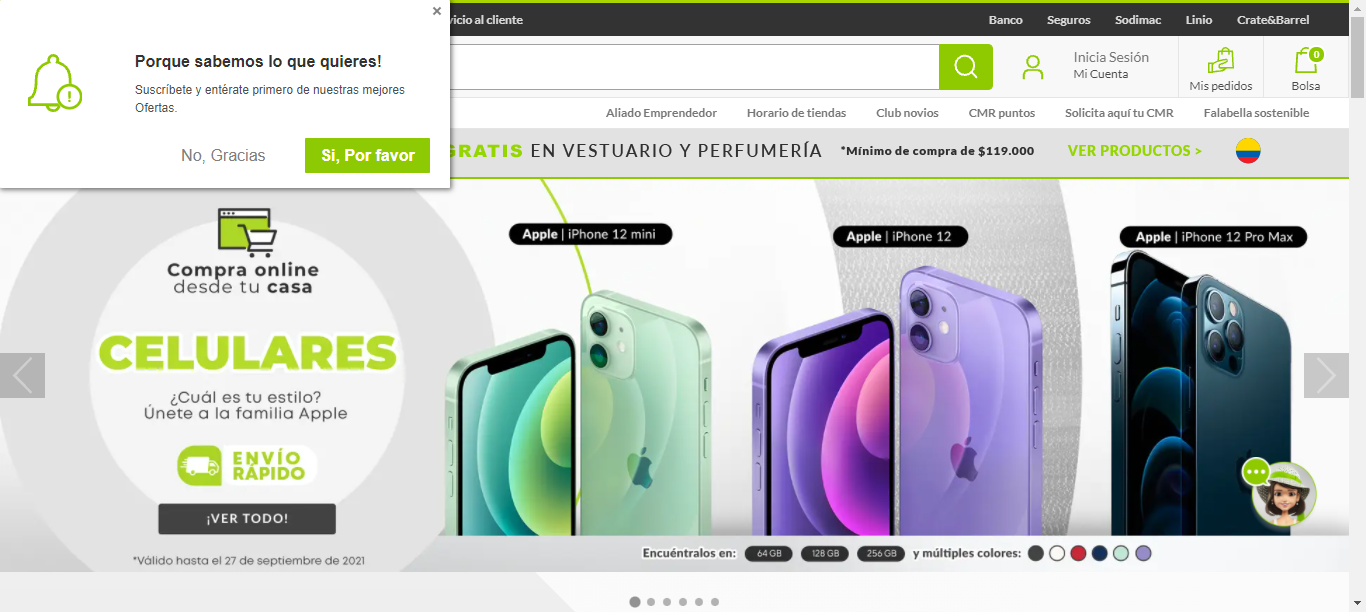 ×
Porque sabemos lo que quieres!
Suscríbete y entérate primero de nuestras mejores
Ofertas.
No, Gracias
Si, Por favor
vicio al cliente
Banco
Seguros
Sodimac
Linio
Crate&Barrel
Inicia Sesión
Mi Cuenta
Mis pedidos
0
Bolsa
Aliado Emprendedor
Horario de tiendas
Club novios
CMR puntos
Solicita aquí tu CMR
Falabella sostenible
GRATIS EN VESTUARIO Y PERFUMERÍA *Mínimo de compra de $119.000 VER PRODUCTOS >
Compra online
desde tu casa
CELULARES
¿Cuál es tu estilo?
Únete a la familia Apple
ENVÍO
RÁPIDO
¡VER TODO!
*Válido hasta el 27 de septiembre de 2021
Apple | iPhone 12 mini
Apple | iPhone 12
Apple | iPhone 12 Pro Max
Encuéntralos en: 64 GB 128 GB 256 GB y múltiples colores: